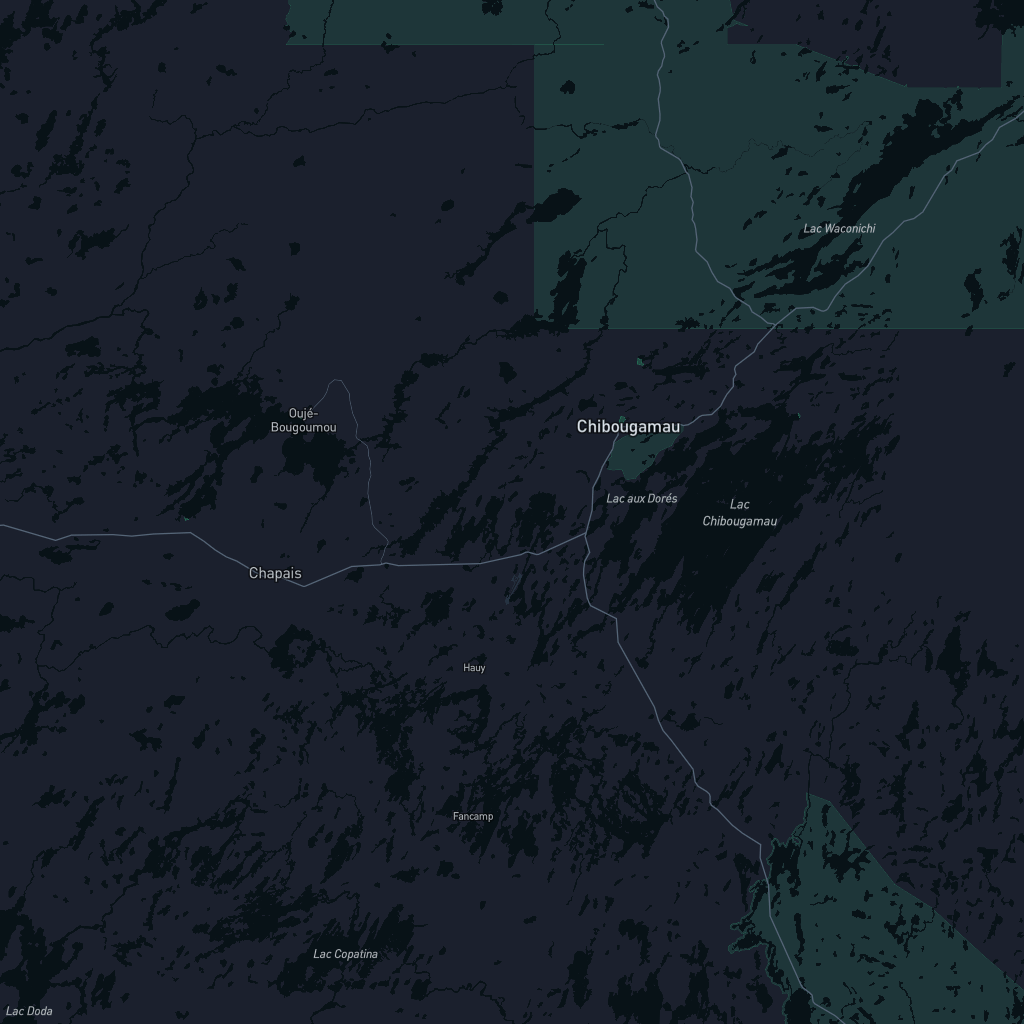 Lac Waconichi
Oujé-
Bougoumou
Chibougamau
Lac aux Dorés
Lac
Chibougamau
Chapais
Hauy
Fancamp
Lac Copatina
Lac Doda